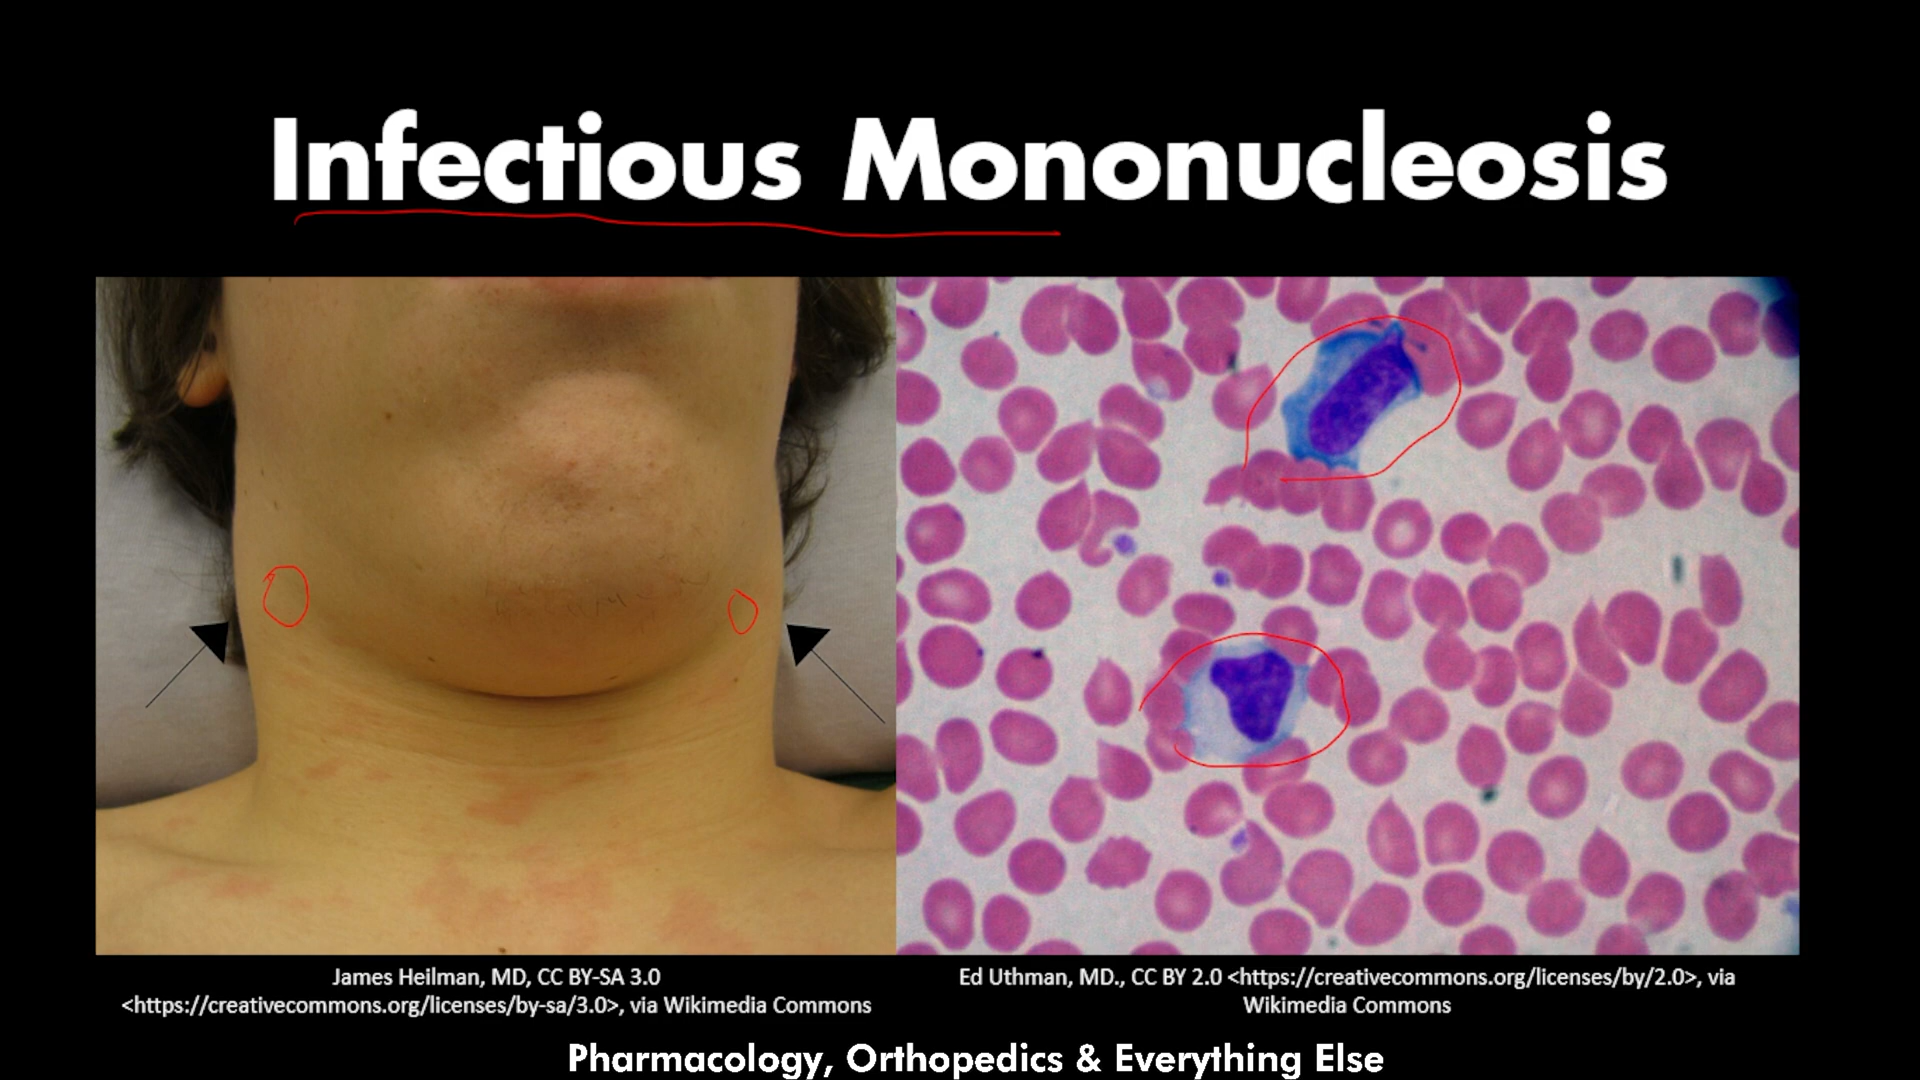 Infectious Mononucleosis
James Heilman, MD, CC BY-SA 3.0
<https://creativecommons.org/licenses/by-sa/3.0>, via Wikimedia Commons
Ed Uthman, MD., CC BY 2.0 <https://creativecommons.org/licenses/by/2.0>, via
Wikimedia Commons
Pharmacology, Orthopedics & Everything Else